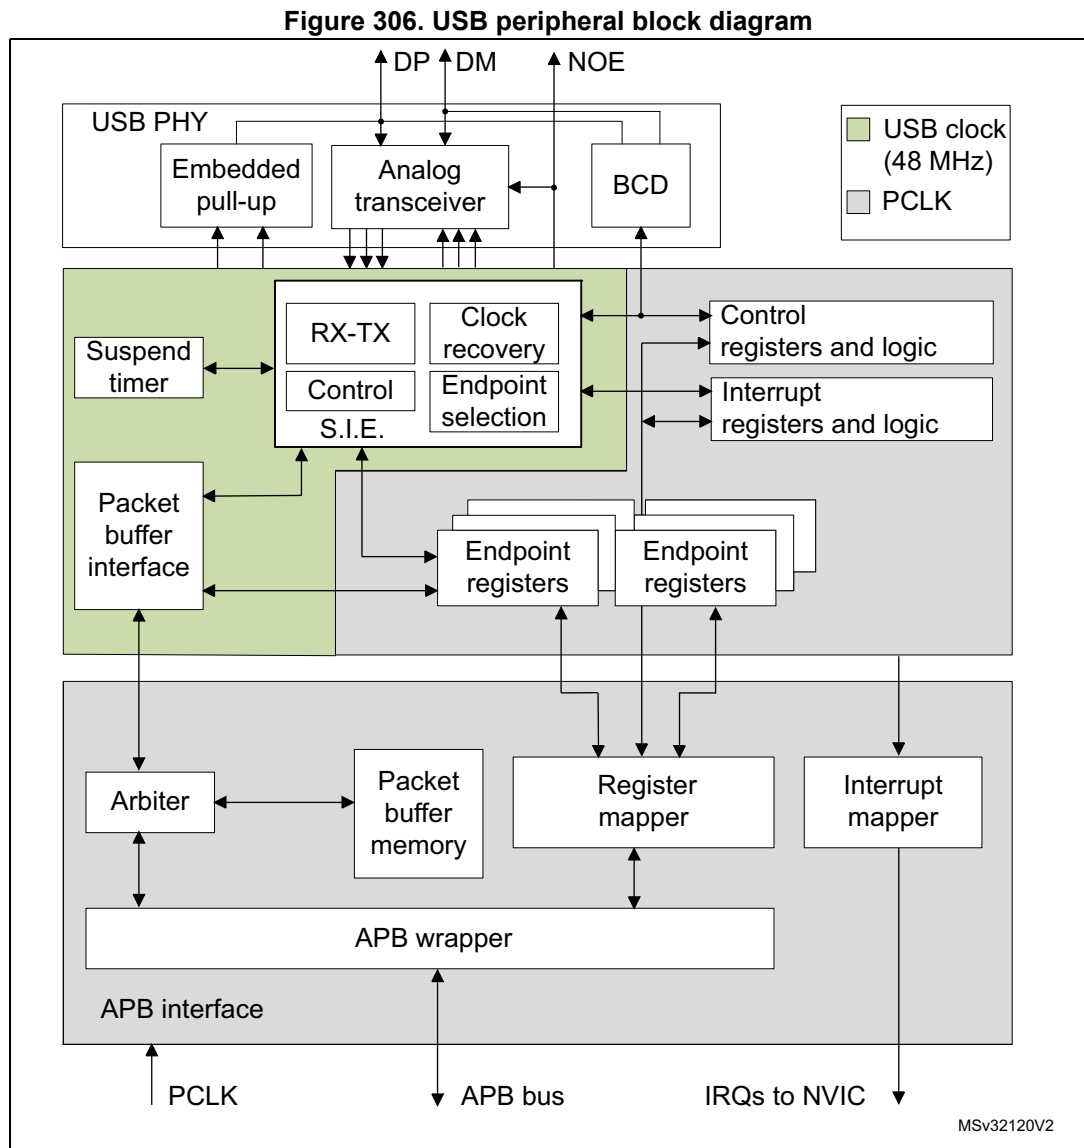 Figure 306. USB peripheral block diagram
DP
DM
NOE
USB PHY
Embedded
pull-up
Analog
transceiver
BCD
USB clock
(48 MHz)
PCLK
RX-TX
Clock
recovery
Control
Endpoint
selection
S.I.E.
Suspend
timer
Control
registers and logic
Interrupt
registers and logic
Packet
buffer
interface
Endpoint
registers
Endpoint
registers
Arbiter
Packet
buffer
memory
Register
mapper
Interrupt
mapper
APB wrapper
APB interface
PCLK
APB bus
IRQs to NVIC
MSv32120V2